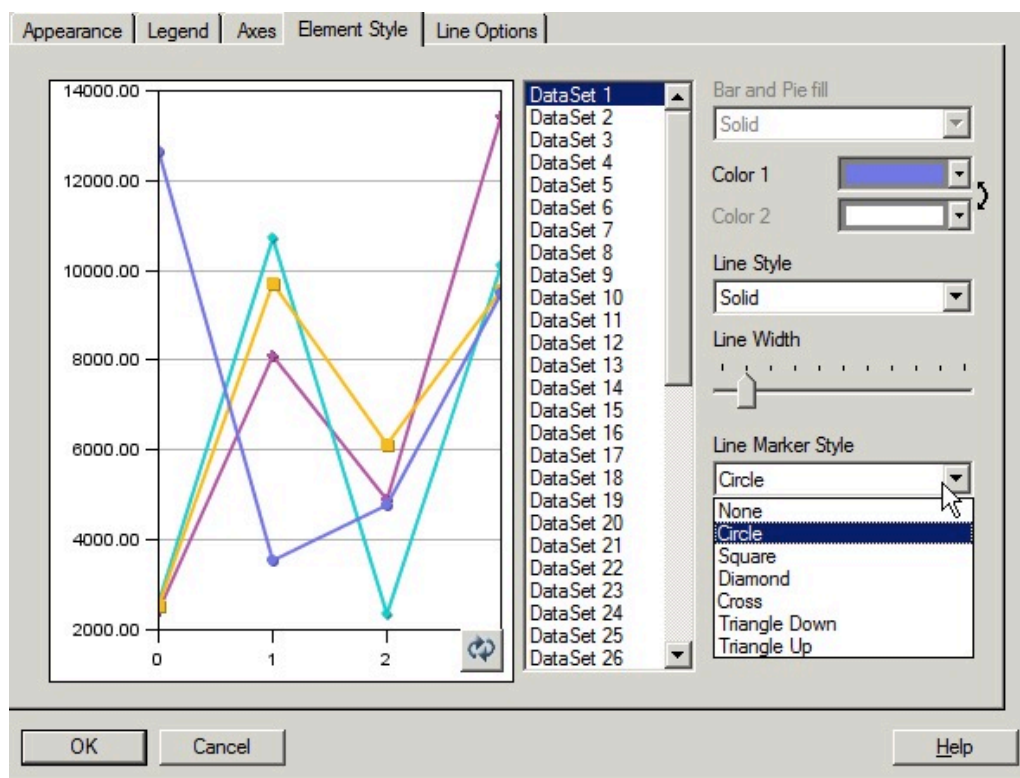 Appearance Legend Axes Element Style Line Options
14000.00
12000.00
10000.00
8000.00
6000.00
4000.00
2000.00
0 1 2
DataSet 1
DataSet 2
DataSet 3
DataSet 4
DataSet 5
DataSet 6
DataSet 7
DataSet 8
DataSet 9
DataSet 10
DataSet 11
DataSet 12
DataSet 13
DataSet 14
DataSet 15
DataSet 16
DataSet 17
DataSet 18
DataSet 19
DataSet 20
DataSet 21
DataSet 22
DataSet 23
DataSet 24
DataSet 25
DataSet 26
Bar and Pie fill
Solid
Color 1
Color 2
Line Style
Solid
Line Width
Line Marker Style
Circle
None
Circle
Square
Diamond
Cross
Triangle Down
Triangle Up
OK Cancel Help